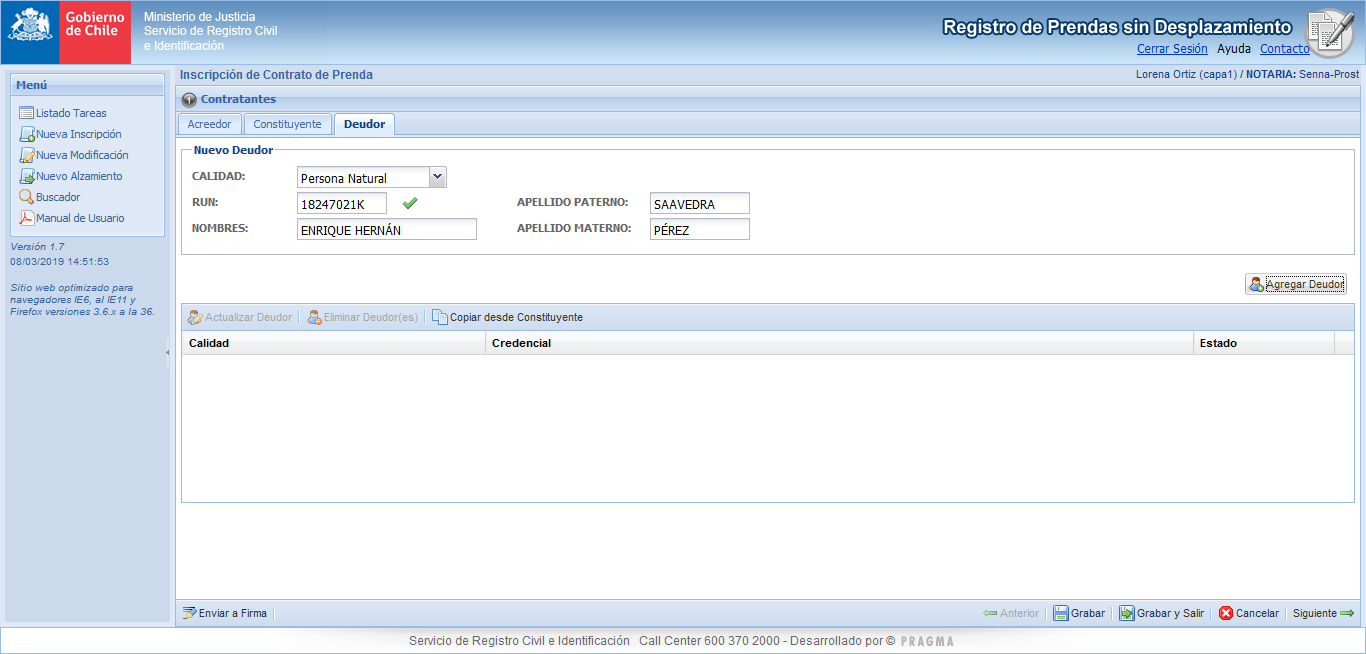 Gobierno
de Chile
Ministerio de Justicia
Servicio de Registro Civil
e Identificación
Registro de Prendas sin Desplazamiento
Cerrar Sesión Ayuda Contacto
Menú
Listado Tareas
Nueva Inscripción
Nueva Modificación
Nuevo Alzamiento
Buscador
Manual de Usuario
Versión 1.7
08/03/2019 14:51:53
Sitio web optimizado para
navegadores IE6, al IE11 y
Firefox versiones 3.6.x a la 36.
Inscripción de Contrato de Prenda
Lorena Ortiz (capa1) / NOTARIA: Senna-Prost
1 Contratantes
Acreedor Constituyente Deudor
Nuevo Deudor
CALIDAD: Persona Natural
RUN: 18247021K APELLIDO PATERNO: SAAVEDRA
NOMBRES: ENRIQUE HERNÁN APELLIDO MATERNO: PÉREZ
Agregar Deudor
Actualizar Deudor Eliminar Deudor(es) Copiar desde Constituyente
Calidad Credencial Estado
Enviar a Firma Anterior Grabar Grabar y Salir Cancelar Siguiente
Servicio de Registro Civil e Identificación Call Center 600 370 2000 - Desarrollado por © PRAGMA